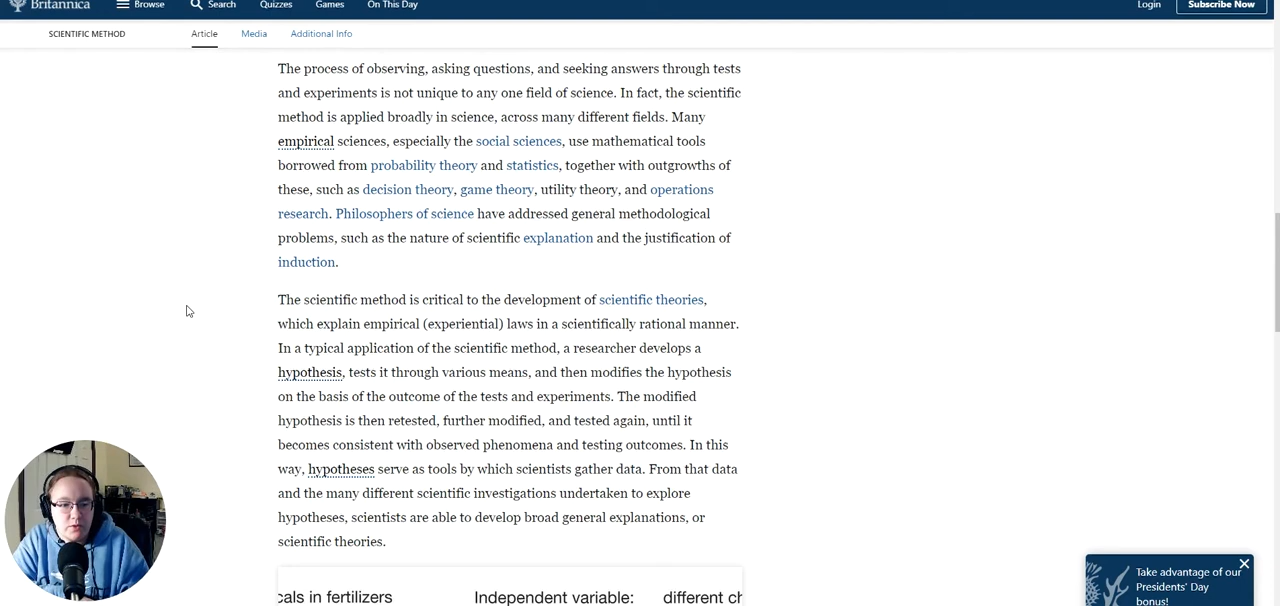 Britannica Browse Search Quizzes Games On This Day Login Subscribe Now
SCIENTIFIC METHOD Article Media Additional Info
The process of observing, asking questions, and seeking answers through tests
and experiments is not unique to any one field of science. In fact, the scientific
method is applied broadly in science, across many different fields. Many
empirical sciences, especially the social sciences, use mathematical tools
borrowed from probability theory and statistics, together with outgrowths of
these, such as decision theory, game theory, utility theory, and operations
research. Philosophers of science have addressed general methodological
problems, such as the nature of scientific explanation and the justification of
induction.
The scientific method is critical to the development of scientific theories,
which explain empirical (experiential) laws in a scientifically rational manner.
In a typical application of the scientific method, a researcher develops a
hypothesis, tests it through various means, and then modifies the hypothesis
on the basis of the outcome of the tests and experiments. The modified
hypothesis is then retested, further modified, and tested again, until it
becomes consistent with observed phenomena and testing outcomes. In this
way, hypotheses serve as tools by which scientists gather data. From that data
and the many different scientific investigations undertaken to explore
hypotheses, scientists are able to develop broad general explanations, or
scientific theories.
cals in fertilizers Independent variable: different ch
Take advantage of our
Presidents' Day
bonus!